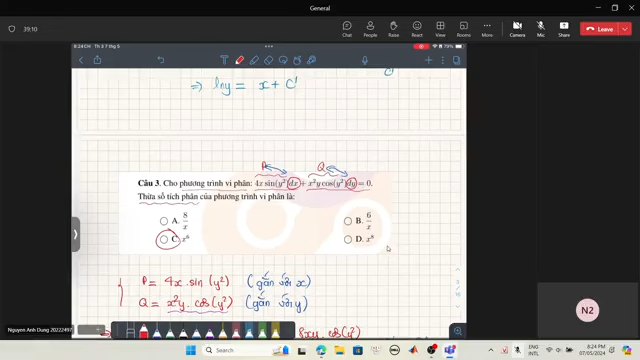 General
39:10
Chat
People
Raise
React
View
Rooms
More
Camera
Mic
Share
Leave
8:24 CH Th 3 7 thg 5
79%
C'
⇒ lny = x + C'
P Q
Câu 3. Cho phương trình vi phân: 4x sin(y²)dx + x²y cos(y²)dy = 0.
Thừa số tích phân của phương trình vi phân là:
A. 8/x
B. 6/x
C. x⁶
D. x⁸
P = 4x . sin (y²) (gắn với x)
Q = x²y . cos(y²) (gắn với y)
Nguyen Anh Dung 20222497
N2
Search
ENG
INTL
8:24 PM
07/05/2024